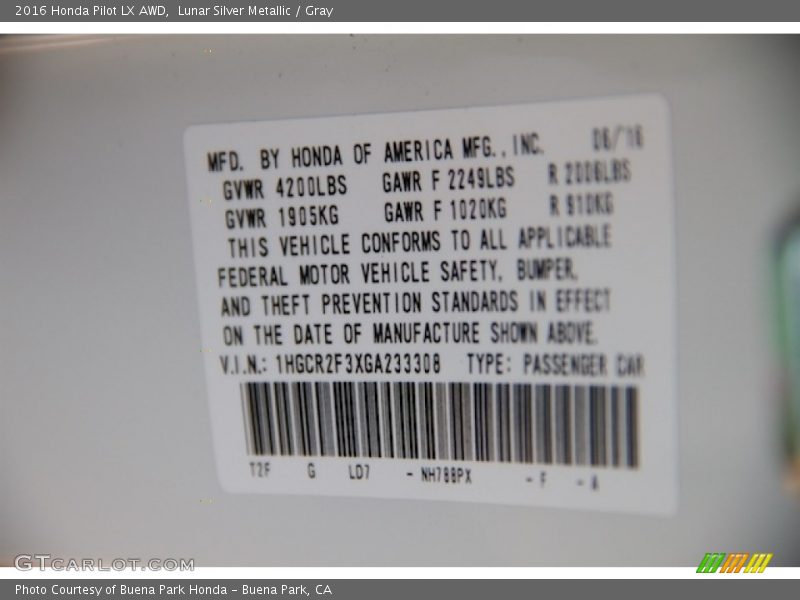 2016 Honda Pilot LX AWD, Lunar Silver Metallic / Gray
MFD. BY HONDA OF AMERICA MFG., INC. 06/16
GVWR 4200LBS GAWR F 2249LBS R 2006LBS
GVWR 1905KG GAWR F 1020KG R 910KG
THIS VEHICLE CONFORMS TO ALL APPLICABLE
FEDERAL MOTOR VEHICLE SAFETY, BUMPER,
AND THEFT PREVENTION STANDARDS IN EFFECT
ON THE DATE OF MANUFACTURE SHOWN ABOVE.
V.I.N.: 1HGCR2F3XGA233308 TYPE: PASSENGER CAR
T2F G LD7 - NH788PX - F - A
GTCARLOT.COM
Photo Courtesy of Buena Park Honda - Buena Park, CA